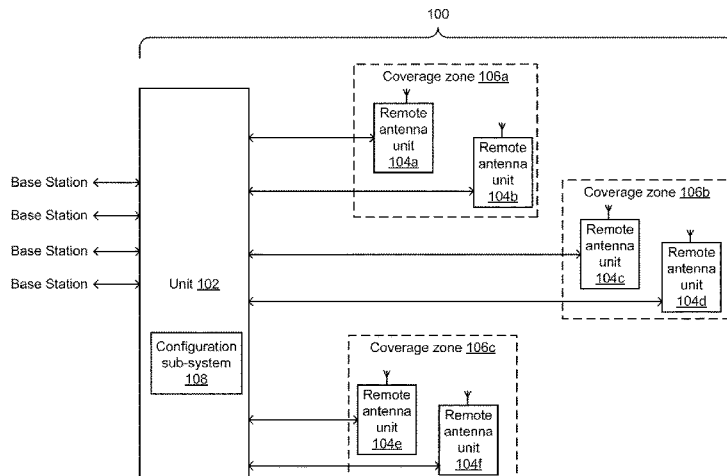 100
Coverage zone 106a
Remote
antenna
unit
104a
Remote
antenna
unit
104b
Base Station
Base Station
Base Station
Base Station
Coverage zone 106b
Remote
antenna
unit
104c
Remote
antenna
unit
104d
Unit 102
Configuration
sub-system
108
Coverage zone 106c
Remote
antenna
unit
104e
Remote
antenna
unit
104f